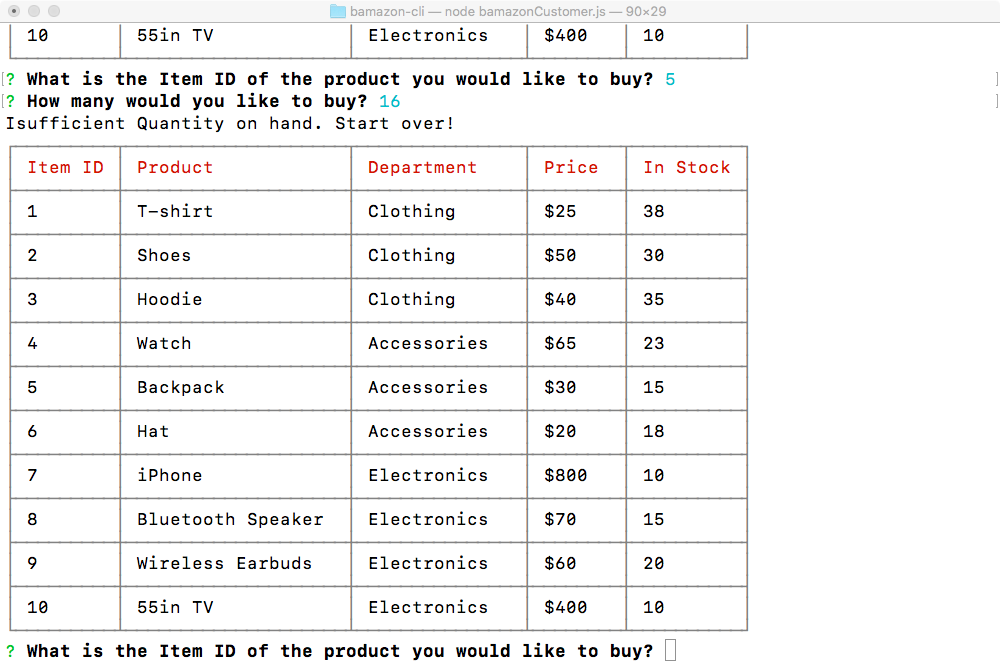 bamazon-cli — node bamazonCustomer.js — 90×29
10 55in TV Electronics $400 10
[? What is the Item ID of the product you would like to buy? 5 ]
[? How many would you like to buy? 16 ]
Isufficient Quantity on hand. Start over!
Item ID Product Department Price In Stock
1 T-shirt Clothing $25 38
2 Shoes Clothing $50 30
3 Hoodie Clothing $40 35
4 Watch Accessories $65 23
5 Backpack Accessories $30 15
6 Hat Accessories $20 18
7 iPhone Electronics $800 10
8 Bluetooth Speaker Electronics $70 15
9 Wireless Earbuds Electronics $60 20
10 55in TV Electronics $400 10
? What is the Item ID of the product you would like to buy?